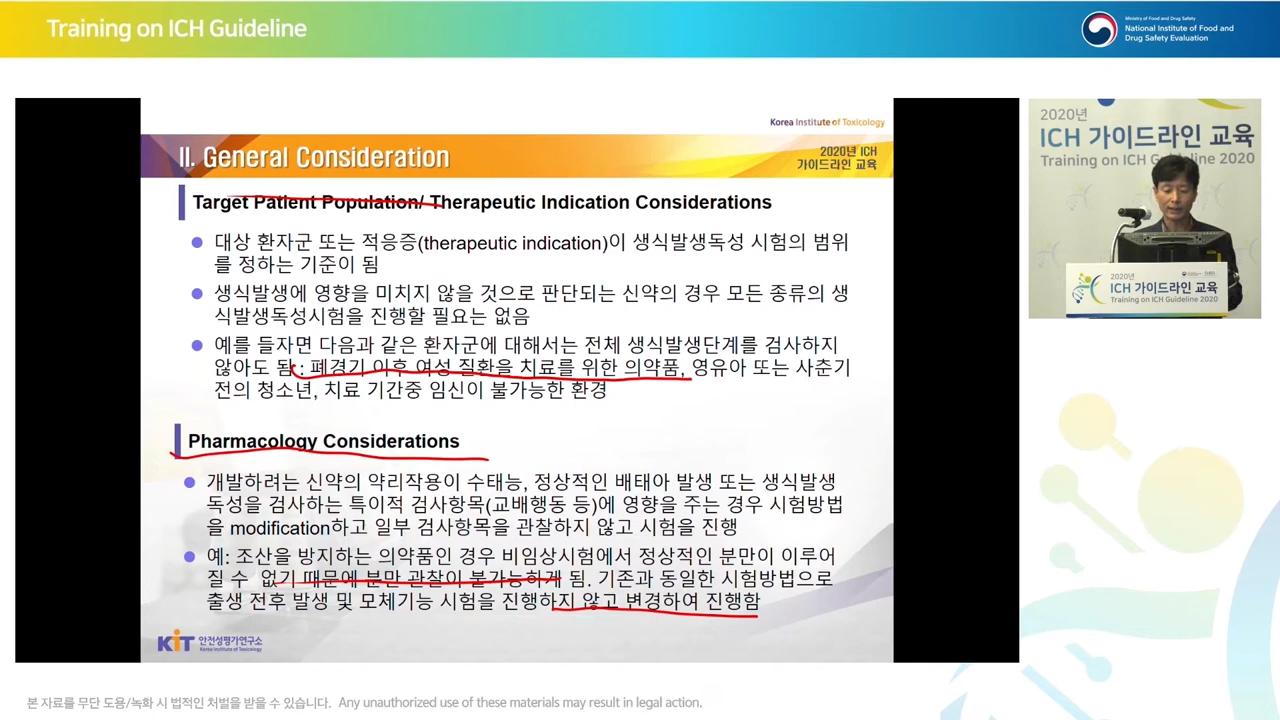 Training on ICH Guideline
Ministry of Food and Drug Safety
National Institute of Food and
Drug Safety Evaluation
Korea Institute of Toxicology
II. General Consideration
2020년 ICH
가이드라인 교육
Target Patient Population/ Therapeutic Indication Considerations
대상 환자군 또는 적응증(therapeutic indication)이 생식발생독성 시험의 범위
를 정하는 기준이 됨
생식발생에 영향을 미치지 않을 것으로 판단되는 신약의 경우 모든 종류의 생
식발생독성시험을 진행할 필요는 없음
예를 들자면 다음과 같은 환자군에 대해서는 전체 생식발생단계를 검사하지
않아도 됨 : 폐경기 이후 여성 질환을 치료를 위한 의약품, 영유아 또는 사춘기
전의 청소년, 치료 기간중 임신이 불가능한 환경
Pharmacology Considerations
개발하려는 신약의 약리작용이 수태능, 정상적인 배태아 발생 또는 생식발생
독성을 검사하는 특이적 검사항목(교배행동 등)에 영향을 주는 경우 시험방법
을 modification하고 일부 검사항목을 관찰하지 않고 시험을 진행
예: 조산을 방지하는 의약품인 경우 비임상시험에서 정상적인 분만이 이루어
질 수 없기 때문에 분만 관찰이 불가능하게 됨. 기존과 동일한 시험방법으로
출생 전후 발생 및 모체기능 시험을 진행하지 않고 변경하여 진행함
KIT 안전성평가연구소
Korea Institute of Toxicology
2020년
ICH 가이드라인 교육
Training on ICH Guideline 2020
2020년
ICH 가이드라인 교육
Training on ICH Guideline 2020
본 자료를 무단 도용/녹화 시 법적인 처벌을 받을 수 있습니다. Any unauthorized use of these materials may result in legal action.